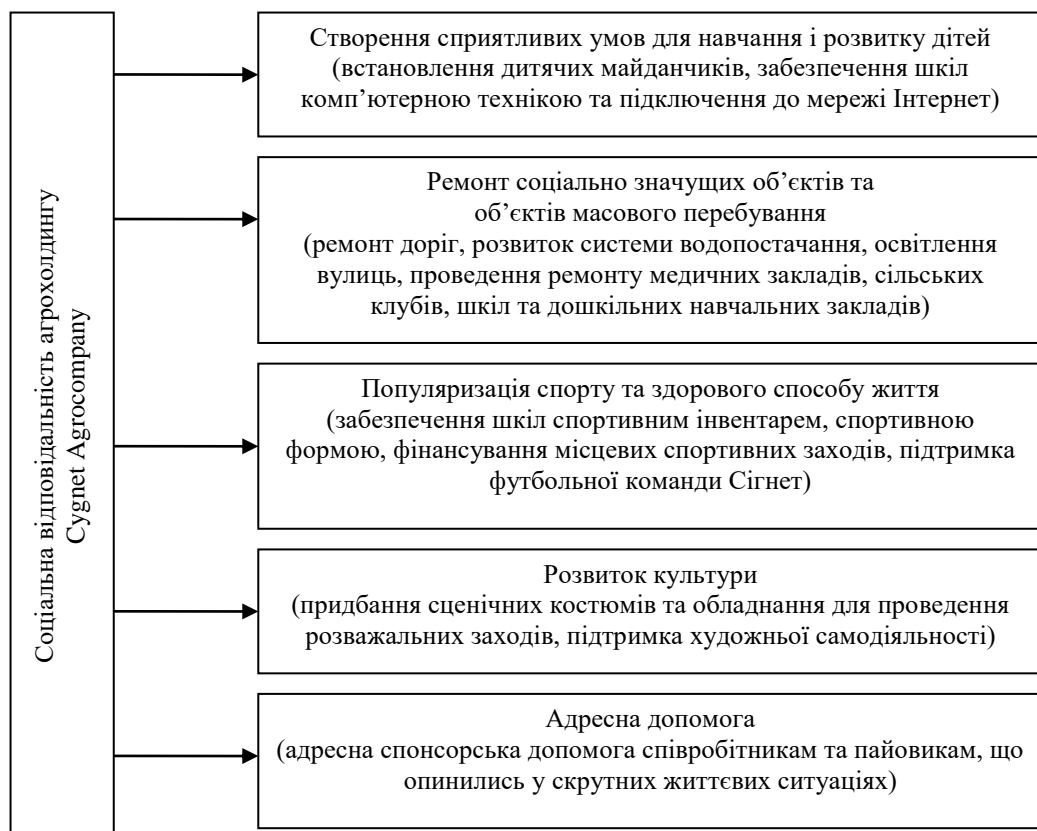 Соціальна відповідальність агрохолдингу
Cygnet Agrocompany
Створення сприятливих умов для навчання і розвитку дітей
(встановлення дитячих майданчиків, забезпечення шкіл
комп’ютерною технікою та підключення до мережі Інтернет)
Ремонт соціально значущих об’єктів та
об’єктів масового перебування
(ремонт доріг, розвиток системи водопостачання, освітлення
вулиць, проведення ремонту медичних закладів, сільських
клубів, шкіл та дошкільних навчальних закладів)
Популяризація спорту та здорового способу життя
(забезпечення шкіл спортивним інвентарем, спортивною
формою, фінансування місцевих спортивних заходів, підтримка
футбольної команди Сігнет)
Розвиток культури
(придбання сценічних костюмів та обладнання для проведення
розважальних заходів, підтримка художньої самодіяльності)
Адресна допомога
(адресна спонсорська допомога співробітникам та пайовикам, що
опинились у скрутних життєвих ситуаціях)